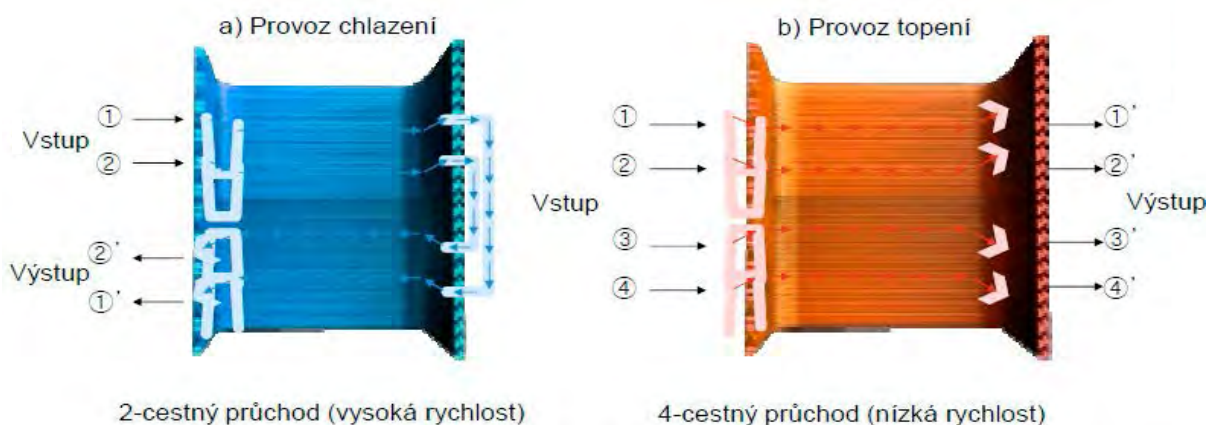 a) Provoz chlazení
Vstup
①
②
②’
Výstup
①’
2-cestný průchod (vysoká rychlost)
b) Provoz topení
Vstup
①
②
③
④
①’
②’
Výstup
③’
④’
4-cestný průchod (nízká rychlost)